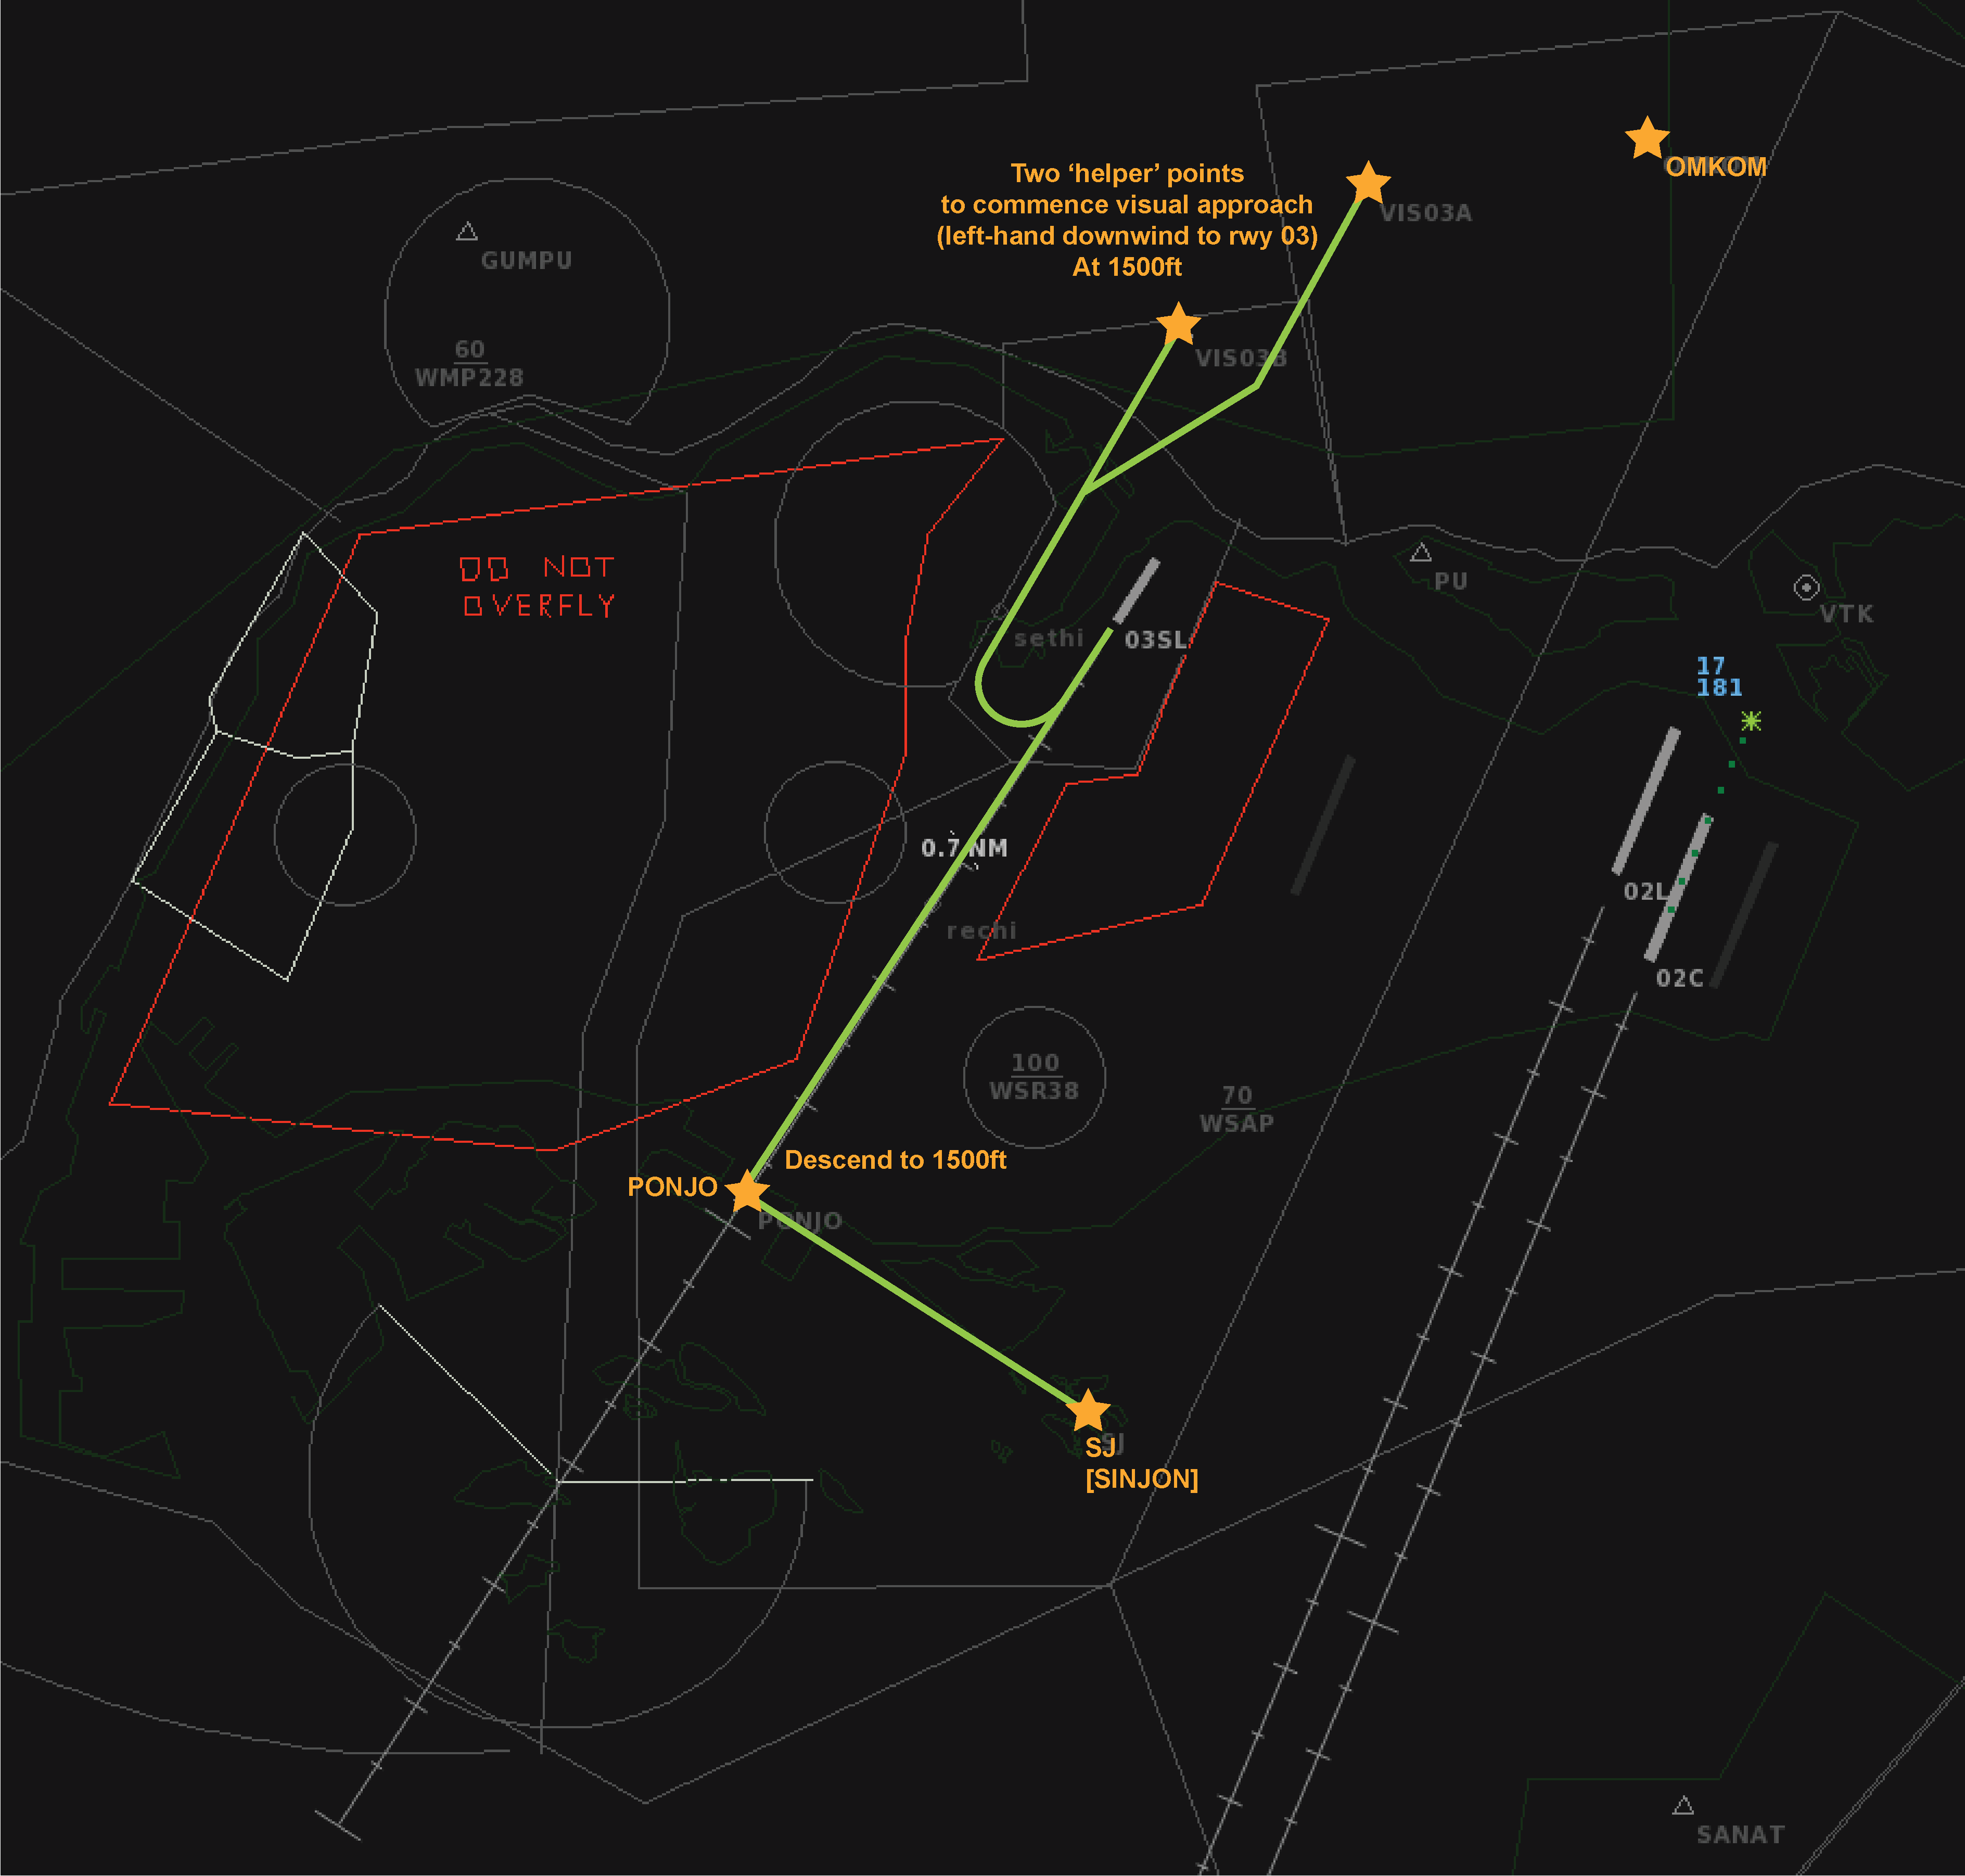 OMKOM
Two ‘helper’ points
to commence visual approach
(left-hand downwind to rwy 03)
At 1500ft
VIS03A
GUMPU
60
WMP228
VIS03B
DO NOT
OVERFLY
PU
VTK
sethi
03SL
17
181
0.7NM
02L
rechi
02C
100
WSR38
70
WSAP
Descend to 1500ft
PONJO
PONJO
SJ
SJ
[SINJON]
SANAT